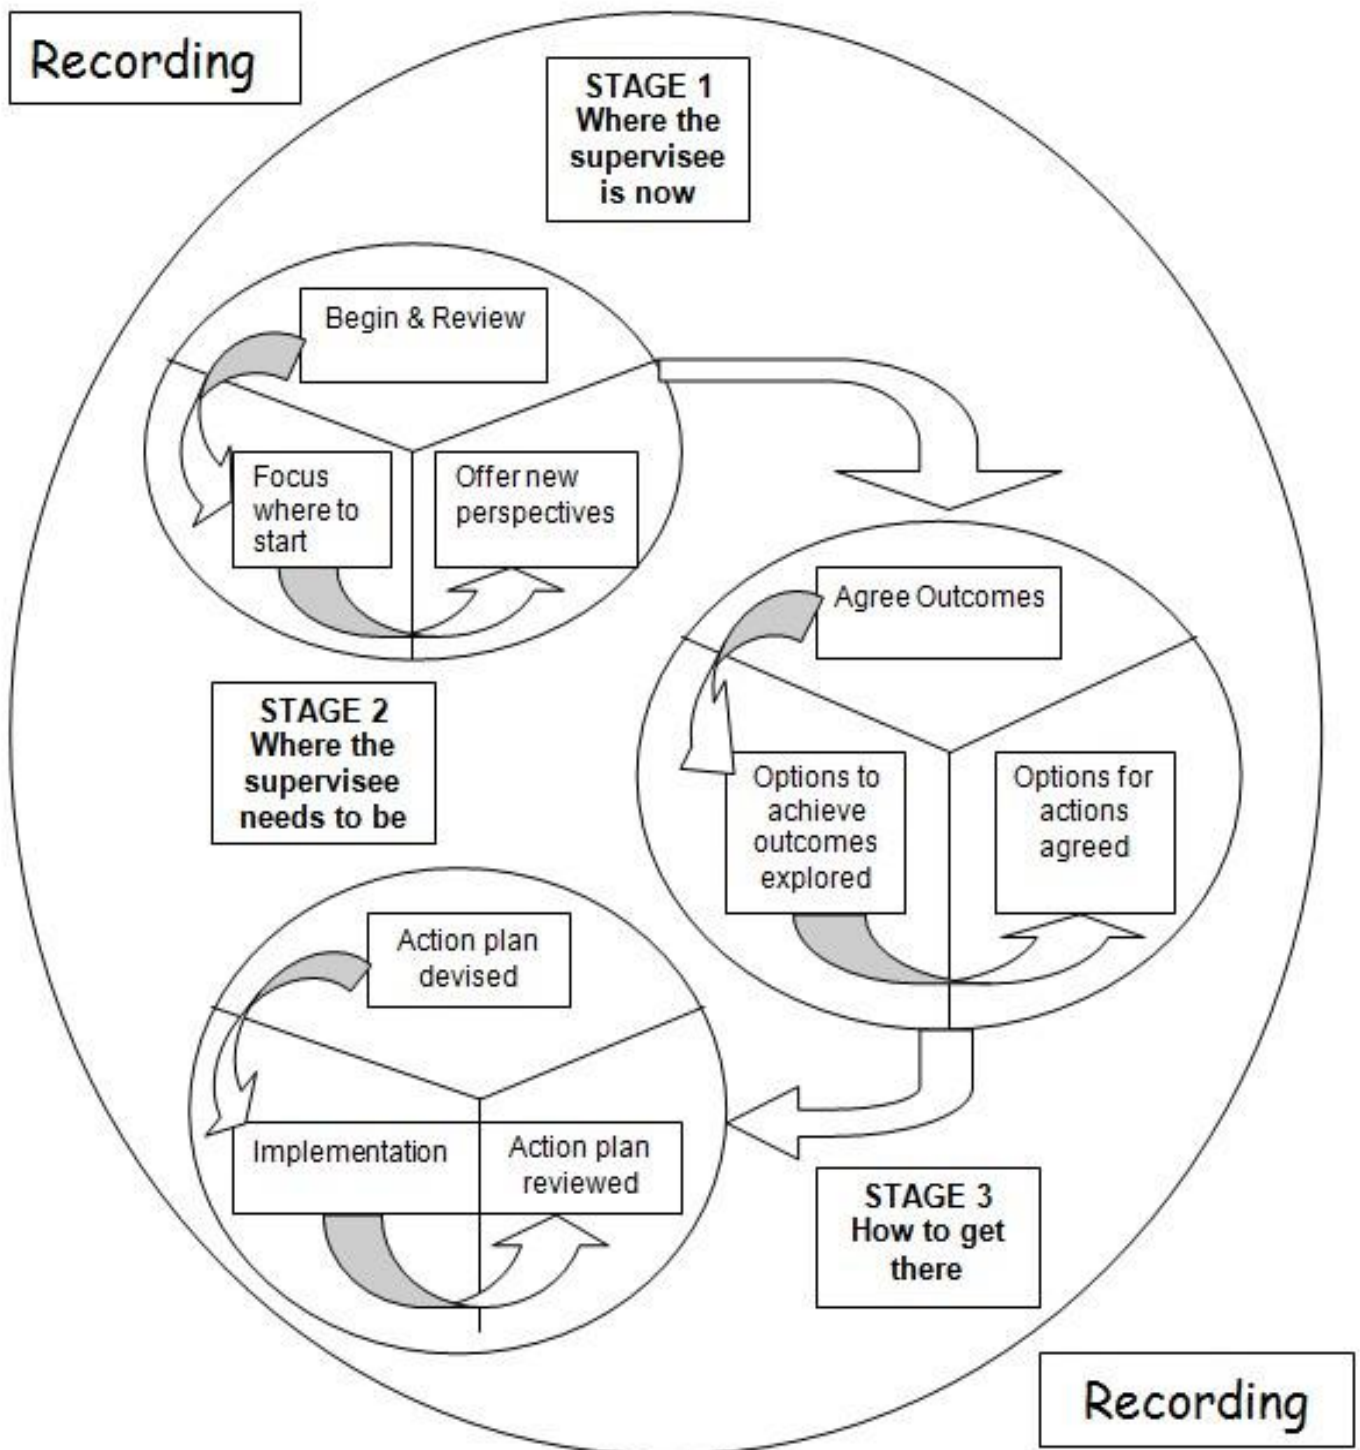 Recording
STAGE 1
Where the
supervisee
is now
Begin & Review
Focus
where to
start
Offer new
perspectives
Agree Outcomes
STAGE 2
Where the
supervisee
needs to be
Options to
achieve
outcomes
explored
Options for
actions
agreed
Action plan
devised
Implementation
Action plan
reviewed
STAGE 3
How to get
there
Recording